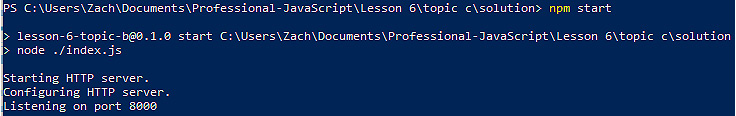 PS C:\Users\Zach\Documents\Professional-JavaScript\Lesson 6\topic c\solution> npm start
> lesson-6-topic-b@0.1.0 start C:\Users\Zach\Documents\Professional-JavaScript\Lesson 6\topic c\solution
> node ./index.js
Starting HTTP server.
Configuring HTTP server.
Listening on port 8000